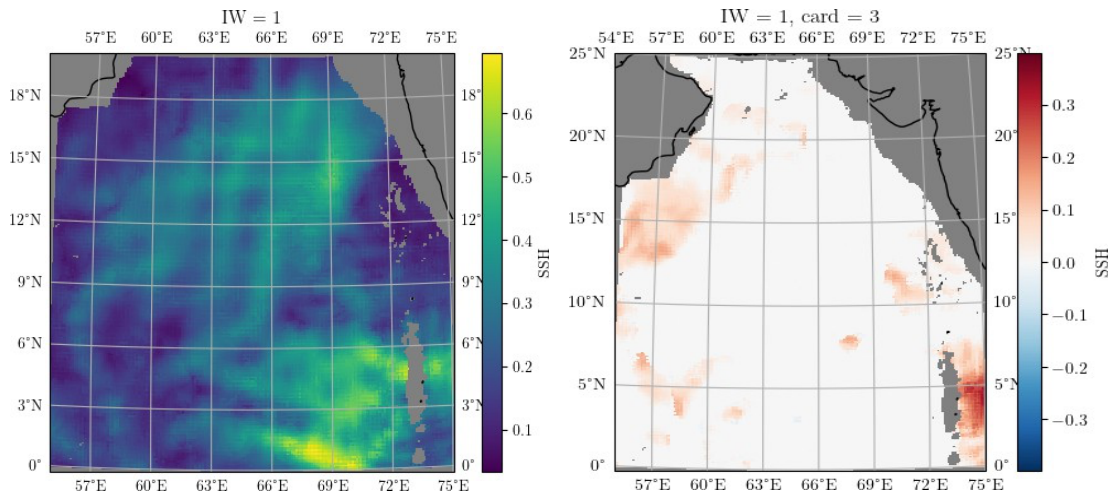 IW = 1
57°E 60°E 63°E 66°E 69°E 72°E 75°E
18°N 18°N
15°N 15°N
12°N 12°N
9°N 9°N
6°N 6°N
3°N 3°N
0° 0°
57°E 60°E 63°E 66°E 69°E 72°E 75°E
0.6
0.5
0.4
0.3
0.2
0.1
SSH
IW = 1, card = 3
54°E 57°E 60°E 63°E 66°E 69°E 72°E 75°E
25°N 25°N
20°N 20°N
15°N 15°N
10°N 10°N
5°N 5°N
0° 0°
57°E 60°E 63°E 66°E 69°E 72°E 75°E
0.3
0.2
0.1
0.0
−0.1
−0.2
−0.3
SSH